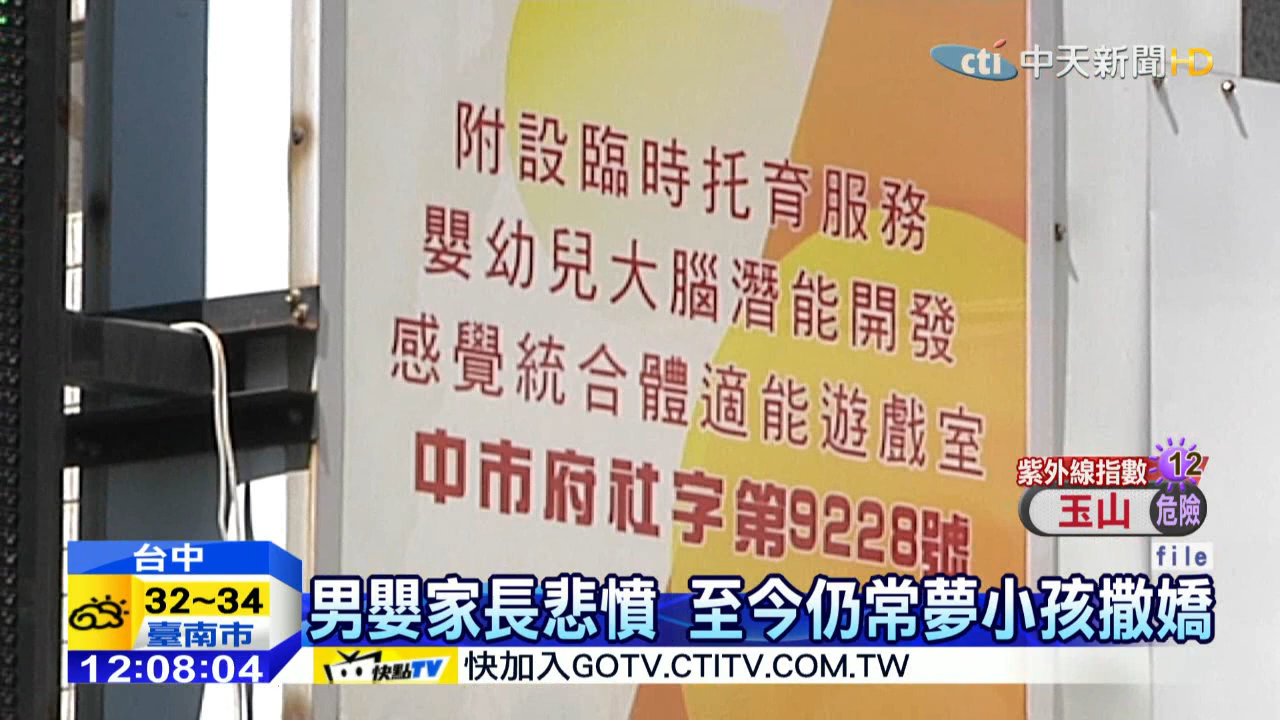 cti 中天新聞HD
附設臨時托育服務
嬰幼兒大腦潛能開發
感覺統合體適能遊戲室
中市府社字第9228號
紫外線指數 12
玉山 危險
file
台中
32~34
臺南市
男嬰家長悲憤 至今仍常夢小孩撒嬌
12:08:04
快點TV 快加入GOTV.CTITV.COM.TW